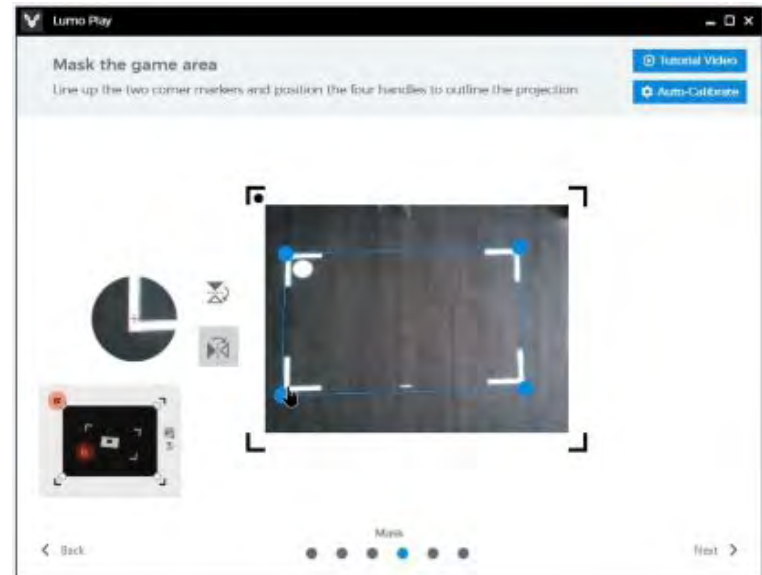 Lumo Play
Mask the game area
Tutorial Video
Line up the two corner markers and position the four handles to outline the projection
Auto-Calibrate
Mask
Back
Next